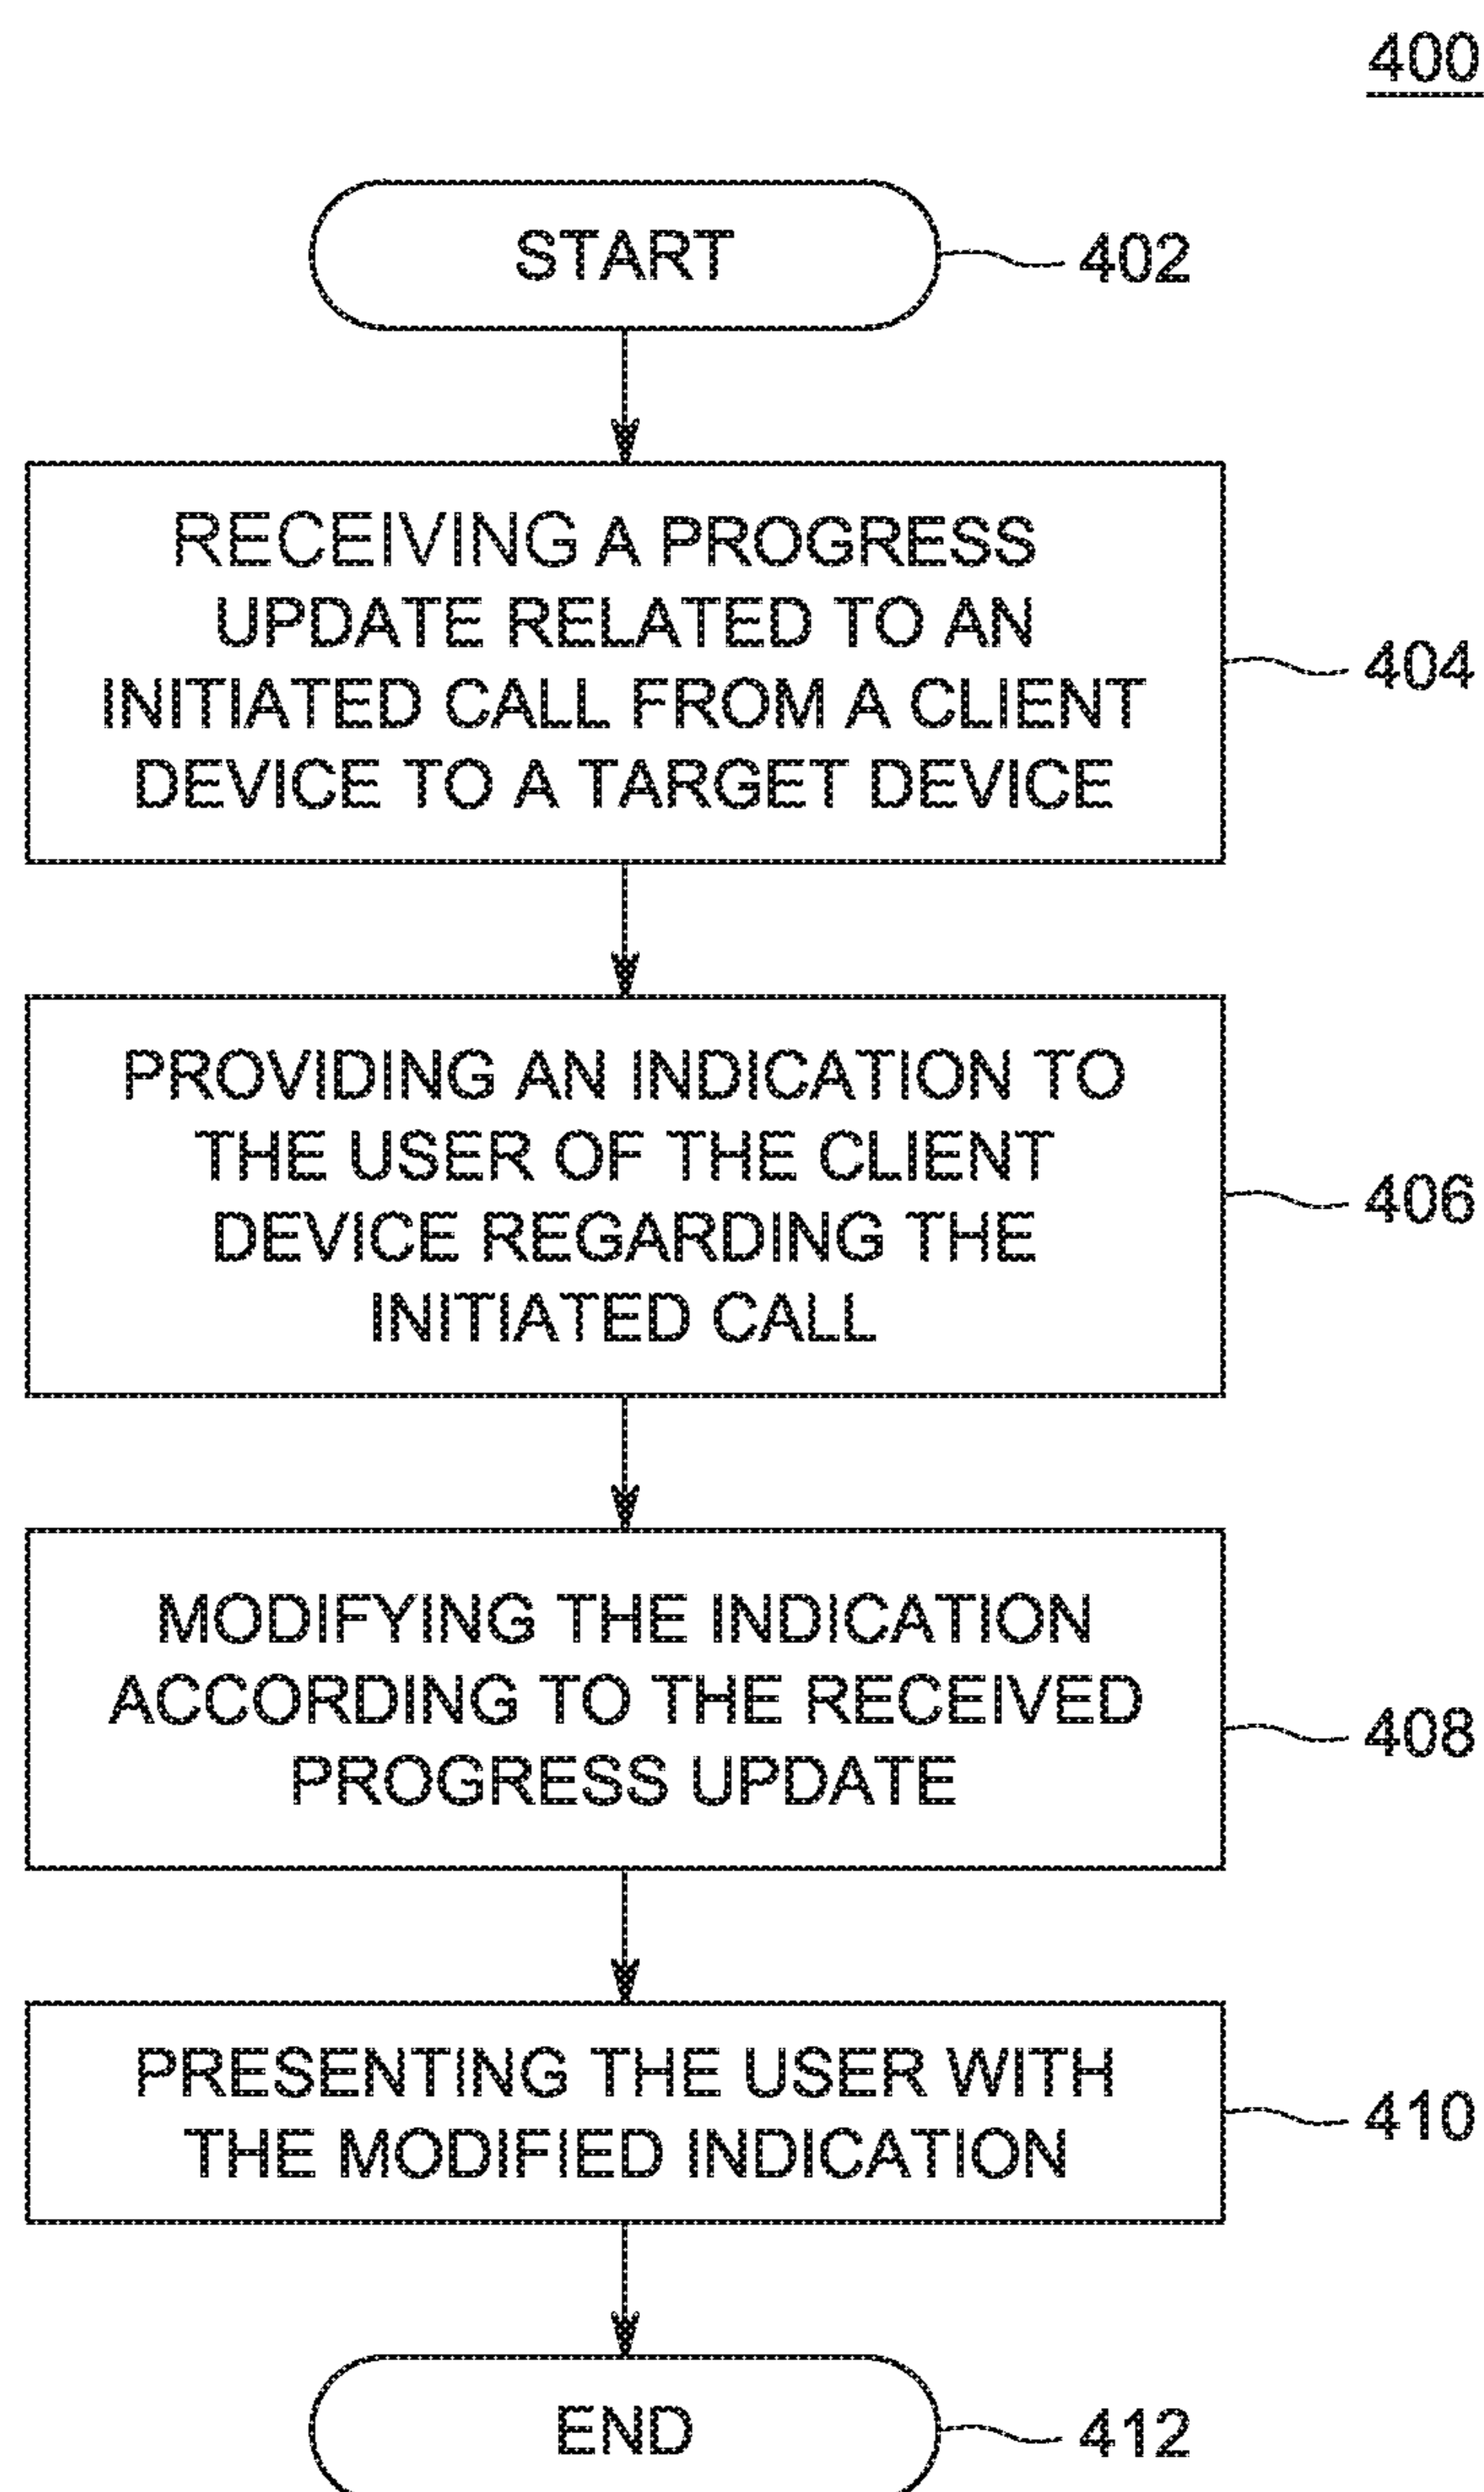 400
START
402
RECEIVING A PROGRESS
UPDATE RELATED TO AN
INITIATED CALL FROM A CLIENT
DEVICE TO A TARGET DEVICE
404
PROVIDING AN INDICATION TO
THE USER OF THE CLIENT
DEVICE REGARDING THE
INITIATED CALL
406
MODIFYING THE INDICATION
ACCORDING TO THE RECEIVED
PROGRESS UPDATE
408
PRESENTING THE USER WITH
THE MODIFIED INDICATION
410
END
412